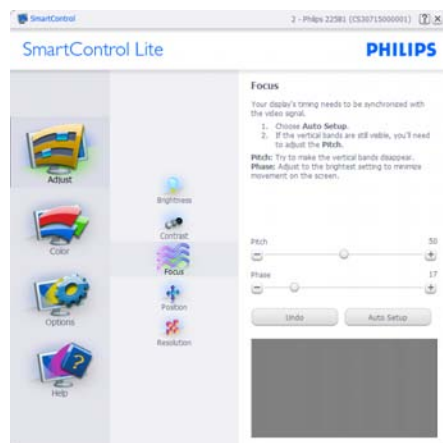 SmartControl
2 - Philips 225B1 (CS30715000001)
SmartControl Lite
PHILIPS
Adjust
Color
Options
Help
Brightness
Contrast
Focus
Position
Resolution
Focus
Your display's timing needs to be synchronized with
the video signal.
1. Choose Auto Setup.
2. If the vertical bands are still visible, you'll need
to adjust the Pitch.
Pitch: Try to make the vertical bands disappear.
Phase: Adjust to the brightest setting to minimize
movement on the screen.
Pitch 50
Phase 17
Undo
Auto Setup